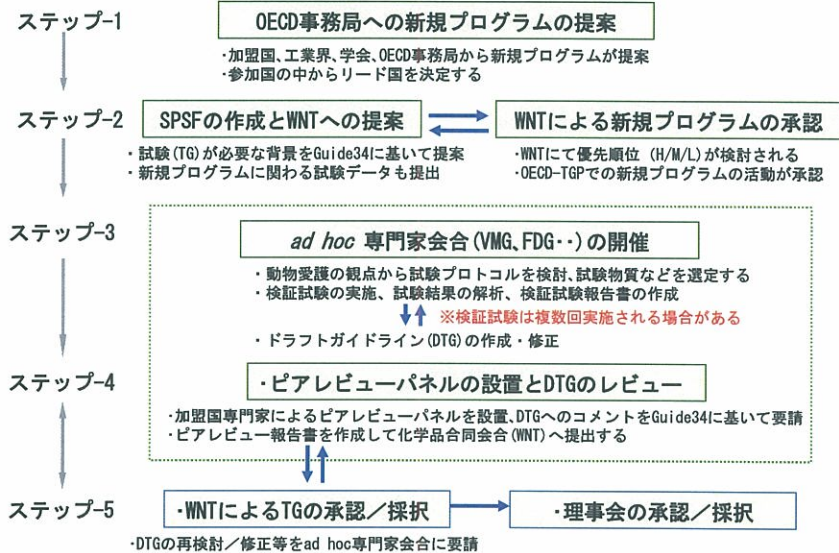 ステップ-1
OECD事務局への新規プログラムの提案
・加盟国、工業界、学会、OECD事務局から新規プログラムが提案
・参加国の中からリード国を決定する
ステップ-2
SPSFの作成とWNTへの提案
WNTによる新規プログラムの承認
・試験(TG)が必要な背景をGuide34に基いて提案
・新規プログラムに関わる試験データも提出
・WNTにて優先順位 (H/M/L)が検討される
・OECD-TGPでの新規プログラムの活動が承認
ステップ-3
ad hoc 専門家会合(VMG、FDG・・)の開催
・動物愛護の観点から試験プロトコルを検討、試験物質などを選定する
・検証試験の実施、試験結果の解析、検証試験報告書の作成
※検証試験は複数回実施される場合がある
・ドラフトガイドライン(DTG)の作成・修正
ステップ-4
・ピアレビューパネルの設置とDTGのレビュー
・加盟国専門家によるピアレビューパネルを設置、DTGへのコメントをGuide34に基いて要請
・ピアレビュー報告書を作成して化学品合同会合(WNT)へ提出する
ステップ-5
・WNTによるTGの承認／採択
・理事会の承認／採択
・DTGの再検討／修正等をad hoc専門家会合に要請